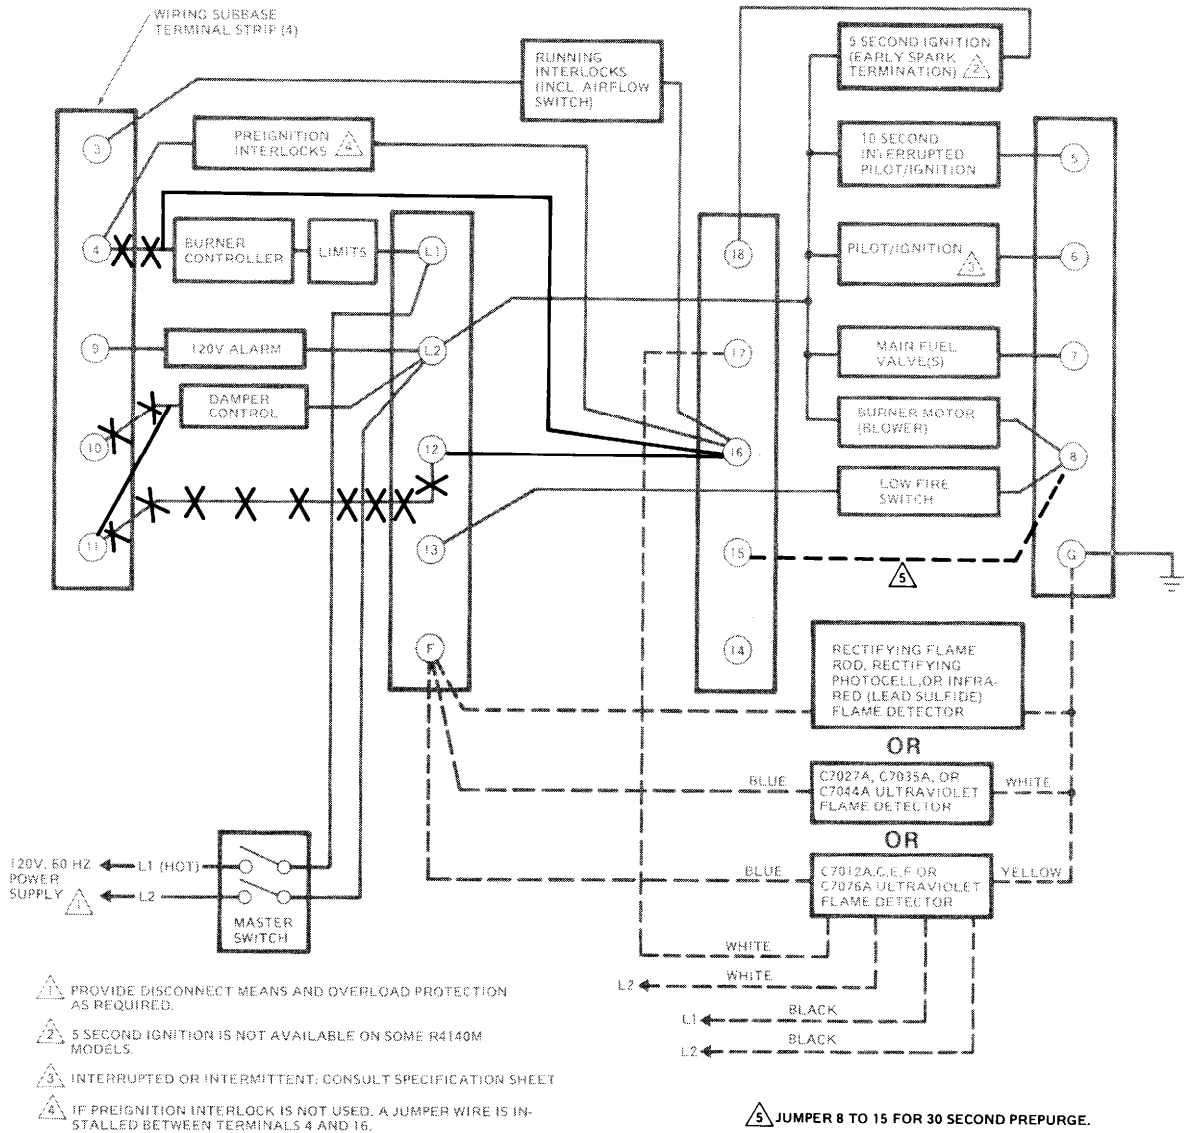 WIRING SUBBASE
TERMINAL STRIP (4)
RUNNING
INTERLOCKS
(INCL. AIRFLOW
SWITCH)
5 SECOND IGNITION
(EARLY SPARK
TERMINATION) 2
3
PREIGNITION
INTERLOCKS 4
10 SECOND
INTERRUPTED
PILOT/IGNITION
5
4
BURNER
CONTROLLER
LIMITS
L1
18
PILOT/IGNITION
3
6
9
120V ALARM
L2
17
MAIN FUEL
VALVE(S)
7
DAMPER
CONTROL
10
12
16
BURNER MOTOR
(BLOWER)
8
LOW FIRE
SWITCH
11
13
15
5
G
F
14
RECTIFYING FLAME
ROD, RECTIFYING
PHOTOCELL, OR INFRA-
RED (LEAD SULFIDE)
FLAME DETECTOR
OR
BLUE
C7027A, C7035A, OR
C7044A ULTRAVIOLET
FLAME DETECTOR
WHITE
OR
BLUE
C7012A,C,E,F OR
C7076A ULTRAVIOLET
FLAME DETECTOR
YELLOW
120V, 60 HZ
POWER
SUPPLY 1
L1 (HOT)
L2
MASTER
SWITCH
WHITE
L2
WHITE
L1
BLACK
L2
BLACK
1 PROVIDE DISCONNECT MEANS AND OVERLOAD PROTECTION
AS REQUIRED.
2 5 SECOND IGNITION IS NOT AVAILABLE ON SOME R4140M
MODELS.
3 INTERRUPTED OR INTERMITTENT: CONSULT SPECIFICATION SHEET
4 IF PREIGNITION INTERLOCK IS NOT USED, A JUMPER WIRE IS IN-
STALLED BETWEEN TERMINALS 4 AND 16.
5 JUMPER 8 TO 15 FOR 30 SECOND PREPURGE.